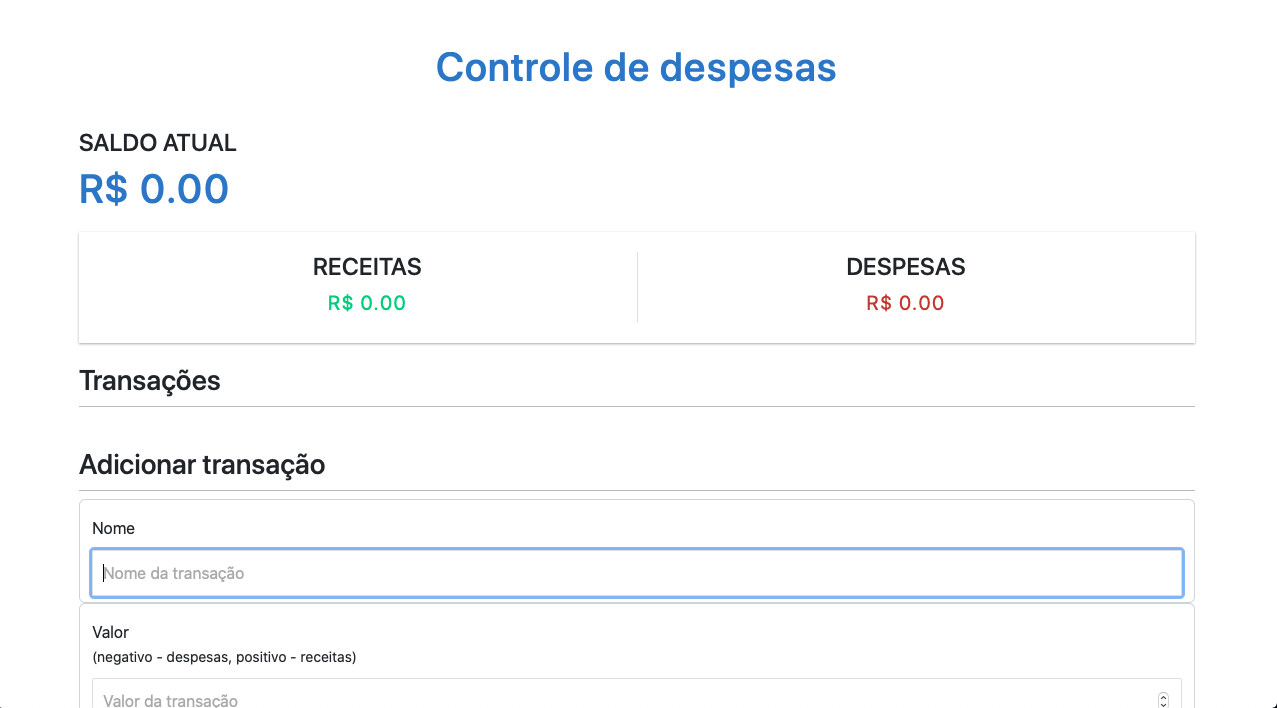 Controle de despesas
SALDO ATUAL
R$ 0.00
RECEITAS
R$ 0.00
DESPESAS
R$ 0.00
Transações
Adicionar transação
Nome
Nome da transação
Valor
(negativo - despesas, positivo - receitas)
Valor da transação